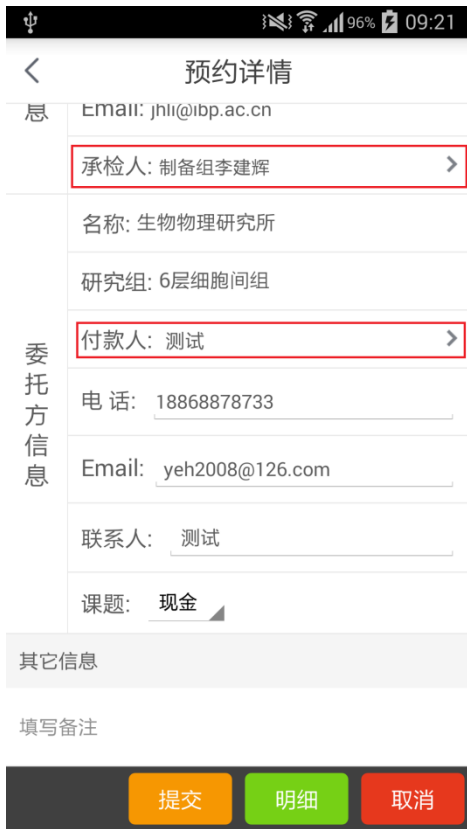 96% 09:21
预约详情
息
Email: jhli@ibp.ac.cn
承检人: 制备组李建辉
名称: 生物物理研究所
研究组: 6层细胞间组
付款人: 测试
委托方信息
电 话: 18868878733
Email: yeh2008@126.com
联系人: 测试
课题: 现金
其它信息
填写备注
提交 明细 取消